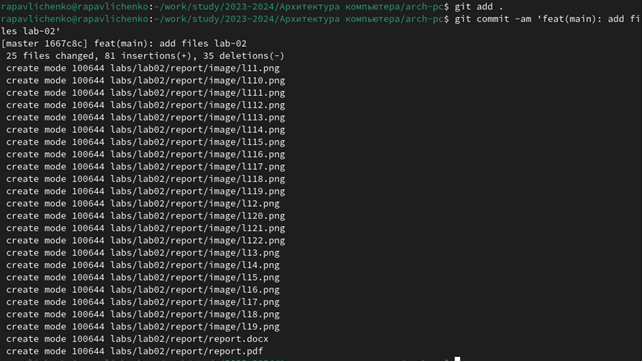 rapavlichenko@rapavlichenko:~/work/study/2023-2024/Архитектура компьютера/arch-pc$ git add .
rapavlichenko@rapavlichenko:~/work/study/2023-2024/Архитектура компьютера/arch-pc$ git commit -am 'feat(main): add fi
les lab-02'
[master 1667c8c] feat(main): add files lab-02
 25 files changed, 81 insertions(+), 35 deletions(-)
 create mode 100644 labs/lab02/report/image/l11.png
 create mode 100644 labs/lab02/report/image/l110.png
 create mode 100644 labs/lab02/report/image/l111.png
 create mode 100644 labs/lab02/report/image/l112.png
 create mode 100644 labs/lab02/report/image/l113.png
 create mode 100644 labs/lab02/report/image/l114.png
 create mode 100644 labs/lab02/report/image/l115.png
 create mode 100644 labs/lab02/report/image/l116.png
 create mode 100644 labs/lab02/report/image/l117.png
 create mode 100644 labs/lab02/report/image/l118.png
 create mode 100644 labs/lab02/report/image/l119.png
 create mode 100644 labs/lab02/report/image/l12.png
 create mode 100644 labs/lab02/report/image/l120.png
 create mode 100644 labs/lab02/report/image/l121.png
 create mode 100644 labs/lab02/report/image/l122.png
 create mode 100644 labs/lab02/report/image/l13.png
 create mode 100644 labs/lab02/report/image/l14.png
 create mode 100644 labs/lab02/report/image/l15.png
 create mode 100644 labs/lab02/report/image/l16.png
 create mode 100644 labs/lab02/report/image/l17.png
 create mode 100644 labs/lab02/report/image/l18.png
 create mode 100644 labs/lab02/report/image/l19.png
 create mode 100644 labs/lab02/report/report.docx
 create mode 100644 labs/lab02/report/report.pdf